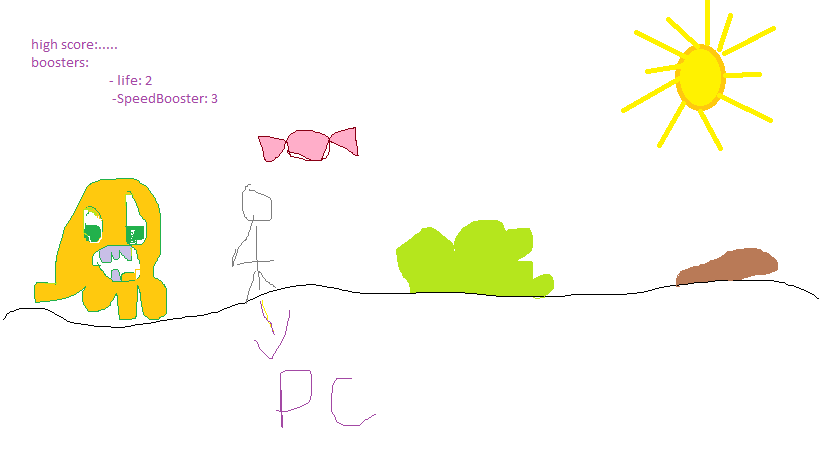 high score:.....
boosters:
- life: 2
-SpeedBooster: 3
PC